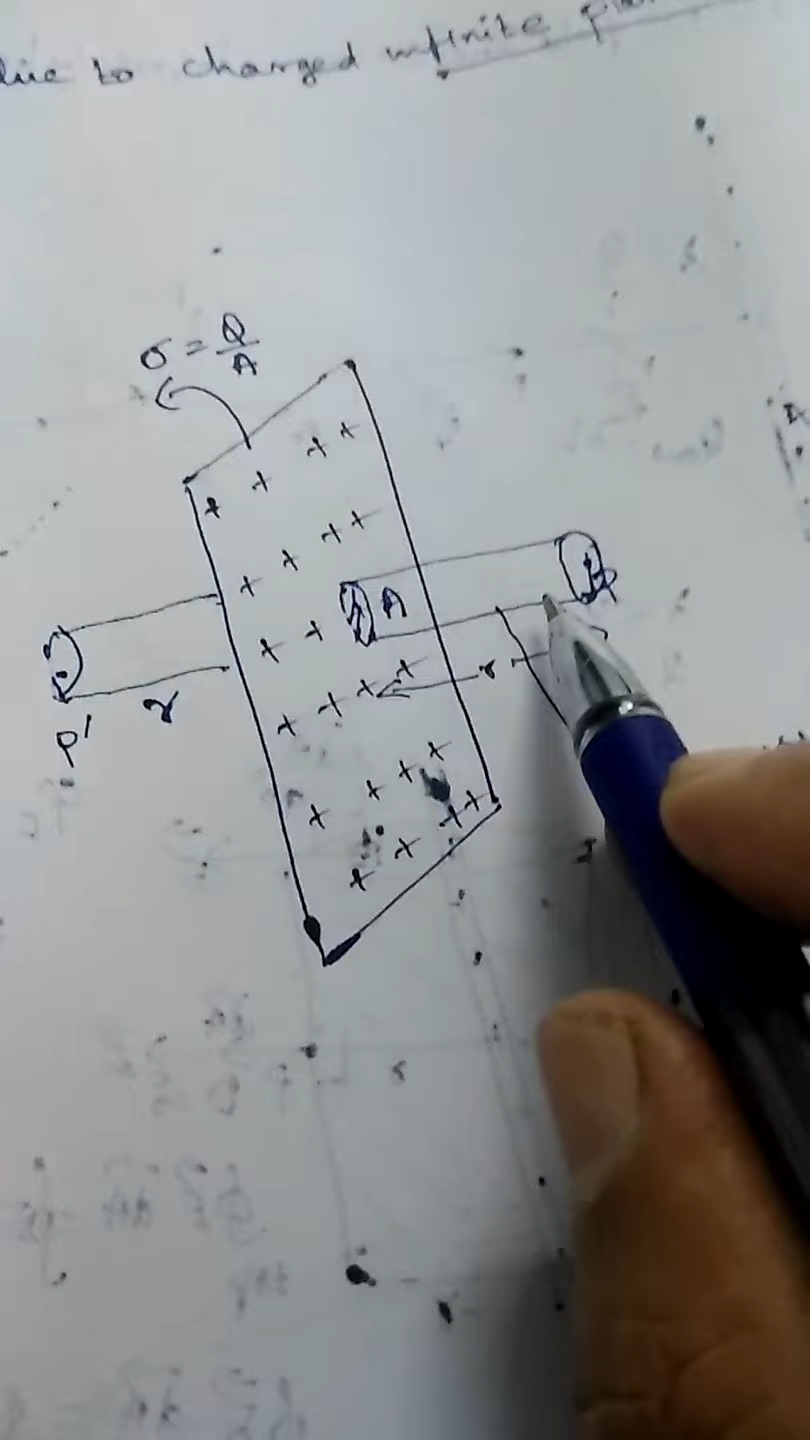 due to charged infinite
σ = Q/A
+ + + +
+ + + +
A
P
+ +
r
+ + + +
r
P'
+ + +
+ + +
+ +